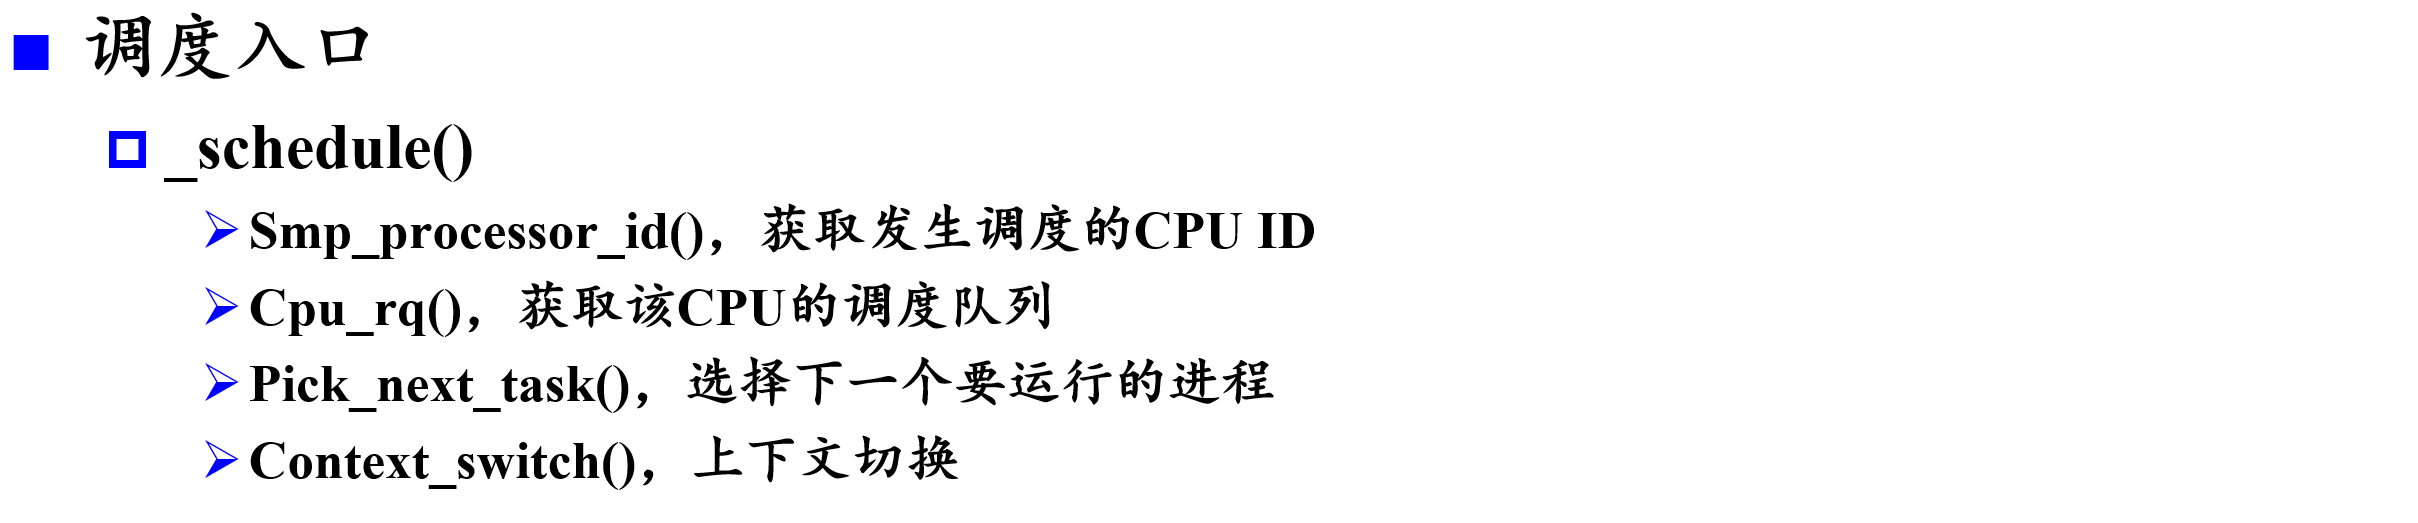 调度入口
_schedule()
Smp_processor_id()，获取发生调度的CPU ID
Cpu_rq()，获取该CPU的调度队列
Pick_next_task()，选择下一个要运行的进程
Context_switch()，上下文切换